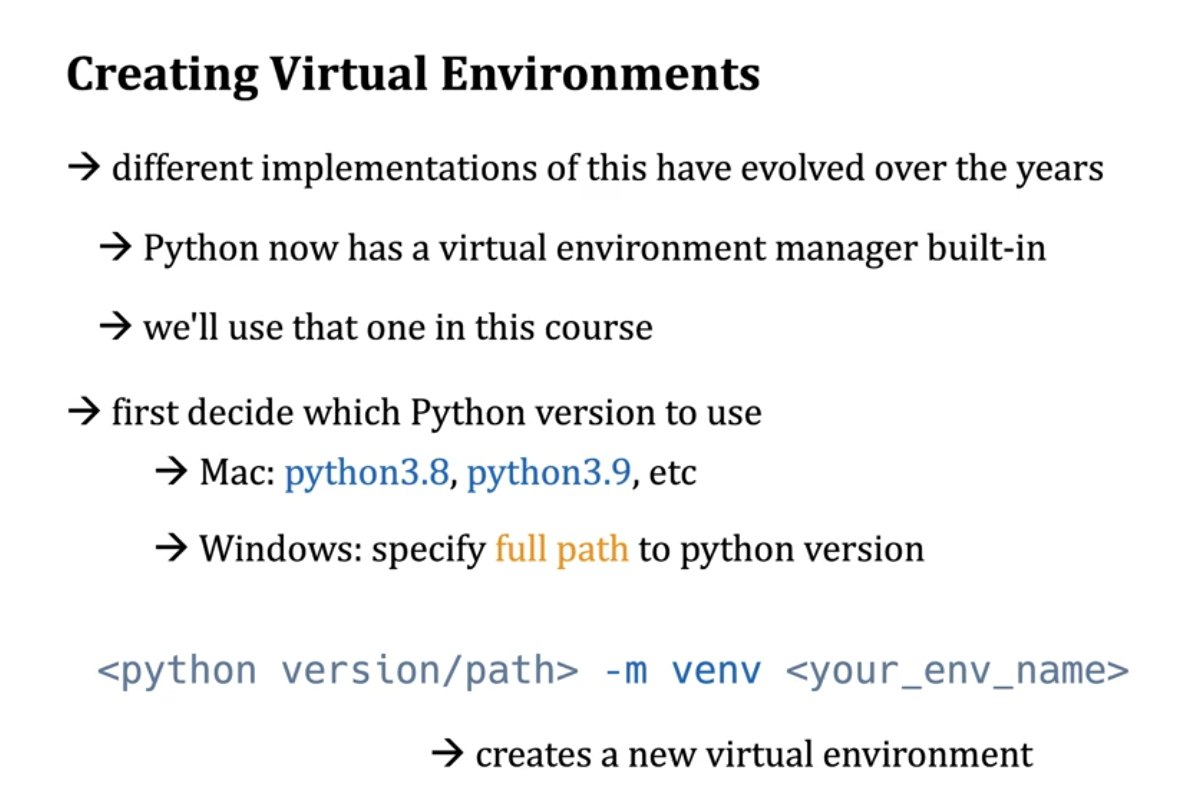 Creating Virtual Environments
→ different implementations of this have evolved over the years
→ Python now has a virtual environment manager built-in
→ we'll use that one in this course
→ first decide which Python version to use
→ Mac: python3.8, python3.9, etc
→ Windows: specify full path to python version
<python version/path> -m venv <your_env_name>
→ creates a new virtual environment